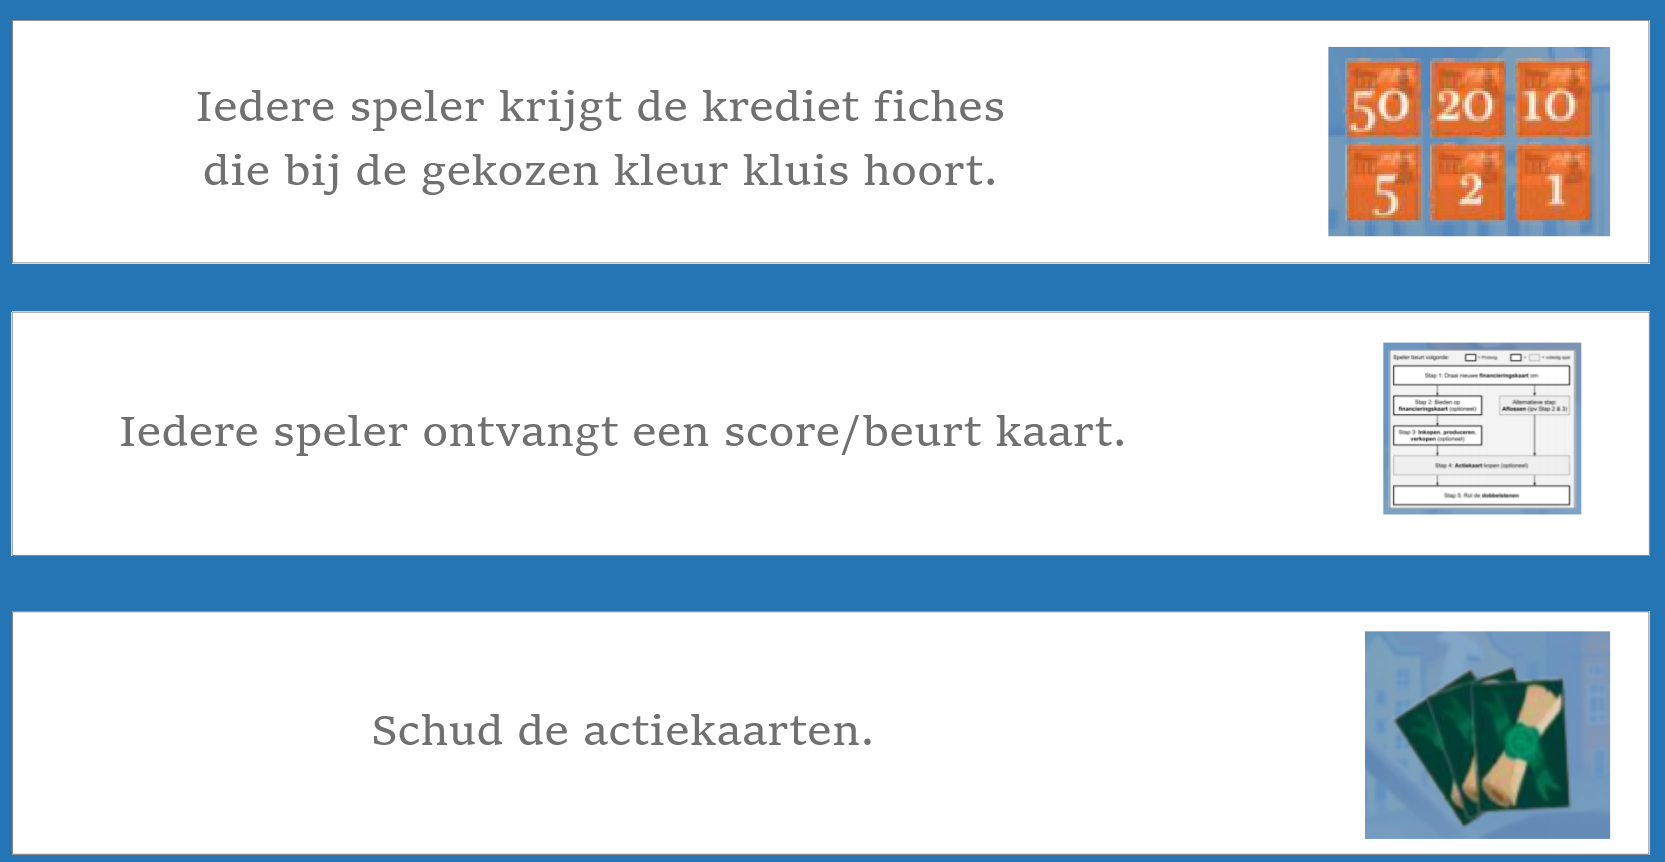 Iedere speler krijgt de krediet fiches
die bij de gekozen kleur kluis hoort.
50 20 10
5 2 1
Iedere speler ontvangt een score/beurt kaart.
Speler beurt volgorde:
Stap 1: Draai nieuwe financieringskaart om
Stap 2: Bieden op
financieringskaart (optioneel)
Alternatieve stap:
Aflossen (ipv Stap 2 & 3)
Stap 3: Inkopen, produceren,
verkopen (optioneel)
Stap 4: Actiekaart kopen (optioneel)
Stap 5: Rol de dobbelstenen
Schud de actiekaarten.